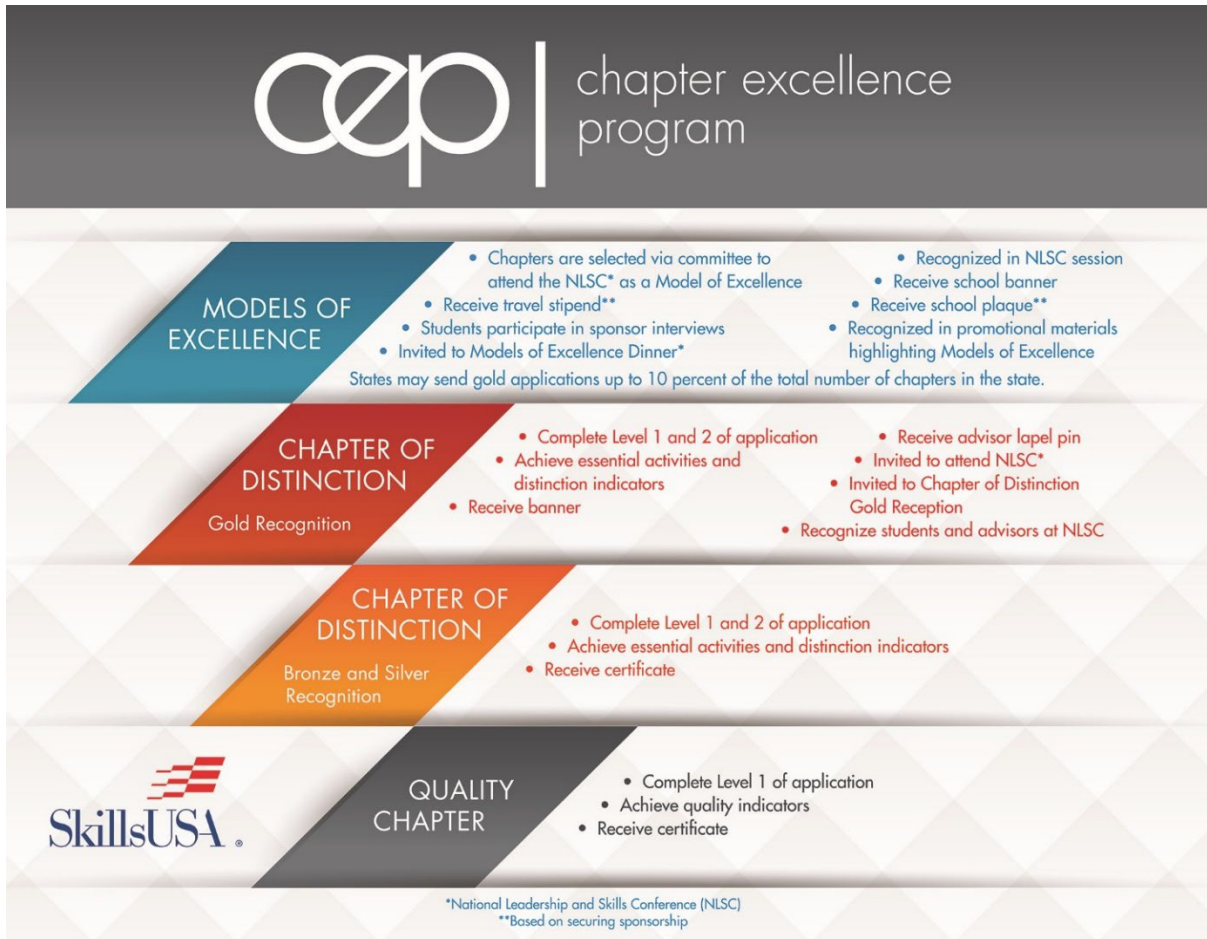 cep
chapter excellence
program
MODELS OF
EXCELLENCE
• Chapters are selected via committee to
attend the NLSC* as a Model of Excellence
• Receive travel stipend**
• Students participate in sponsor interviews
• Invited to Models of Excellence Dinner*
• Recognized in NLSC session
• Receive school banner
• Receive school plaque**
• Recognized in promotional materials
highlighting Models of Excellence
States may send gold applications up to 10 percent of the total number of chapters in the state.
CHAPTER OF
DISTINCTION
Gold Recognition
• Complete Level 1 and 2 of application
• Achieve essential activities and
distinction indicators
• Receive banner
• Receive advisor lapel pin
• Invited to attend NLSC*
• Invited to Chapter of Distinction
Gold Reception
• Recognize students and advisors at NLSC
CHAPTER OF
DISTINCTION
Bronze and Silver
Recognition
• Complete Level 1 and 2 of application
• Achieve essential activities and distinction indicators
• Receive certificate
SkillsUSA®
QUALITY
CHAPTER
• Complete Level 1 of application
• Achieve quality indicators
• Receive certificate
*National Leadership and Skills Conference (NLSC)
**Based on securing sponsorship